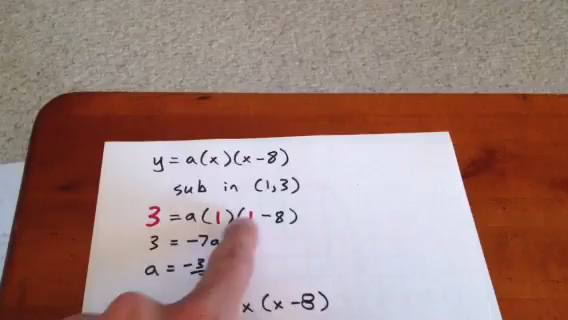 y = a(x)(x-8)
sub in (1,3)
3 = a(1)(1-8)
3 = -7a
a = -3
x(x-8)